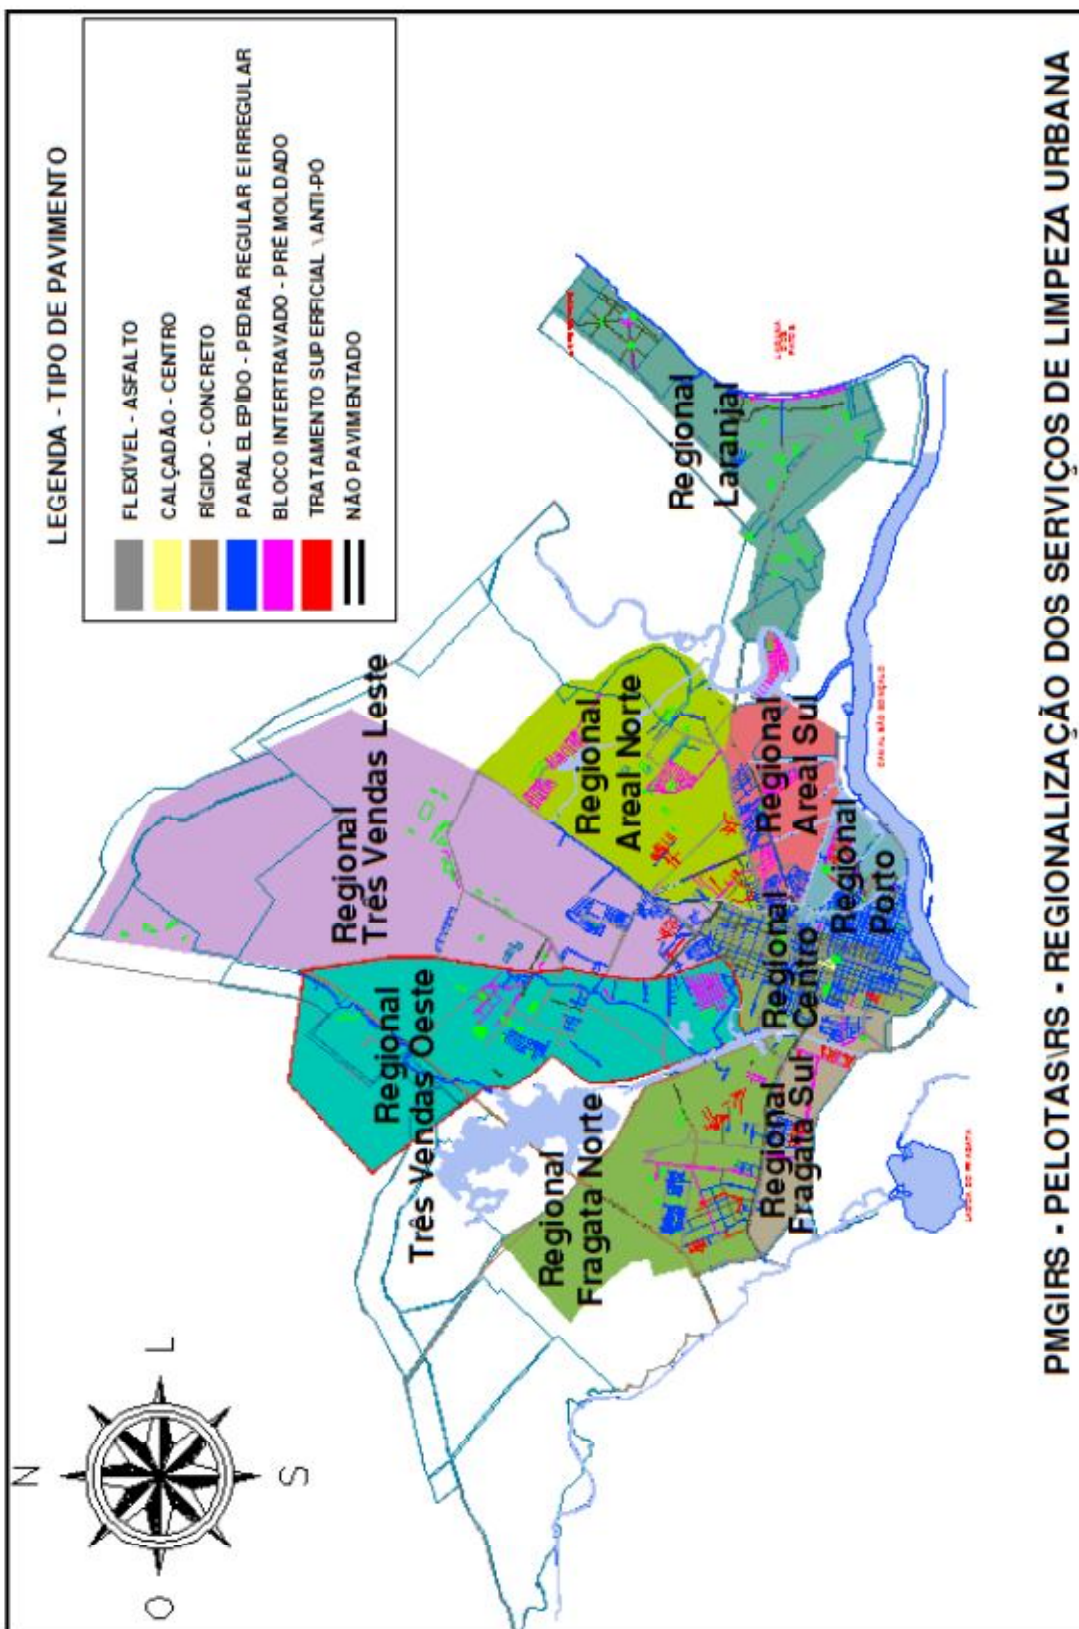 LEGENDA - TIPO DE PAVIMENTO
FLEXÍVEL - ASFALTO
CALÇADÃO - CENTRO
RÍGIDO - CONCRETO
PARALELEPÍDO - PEDRA REGULAR E IRREGULAR
BLOCO INTERTRAVADO - PRÉ MOLDADO
TRATAMENTO SUPERFICIAL \ ANTI-PÓ
NÃO PAVIMENTADO
N
L
S
O
Regional
Três Vendas Leste
Regional
Três Vendas Oeste
Regional
Areal Norte
Regional
Laranjal
Regional
Fragata Norte
Regional
Areal Sul
Regional
Centro
Regional
Porto
Regional
Fragata Sul
CANAL SÃO GONÇALO
PMGIRS - PELOTAS\RS - REGIONALIZAÇÃO DOS SERVIÇOS DE LIMPEZA URBANA